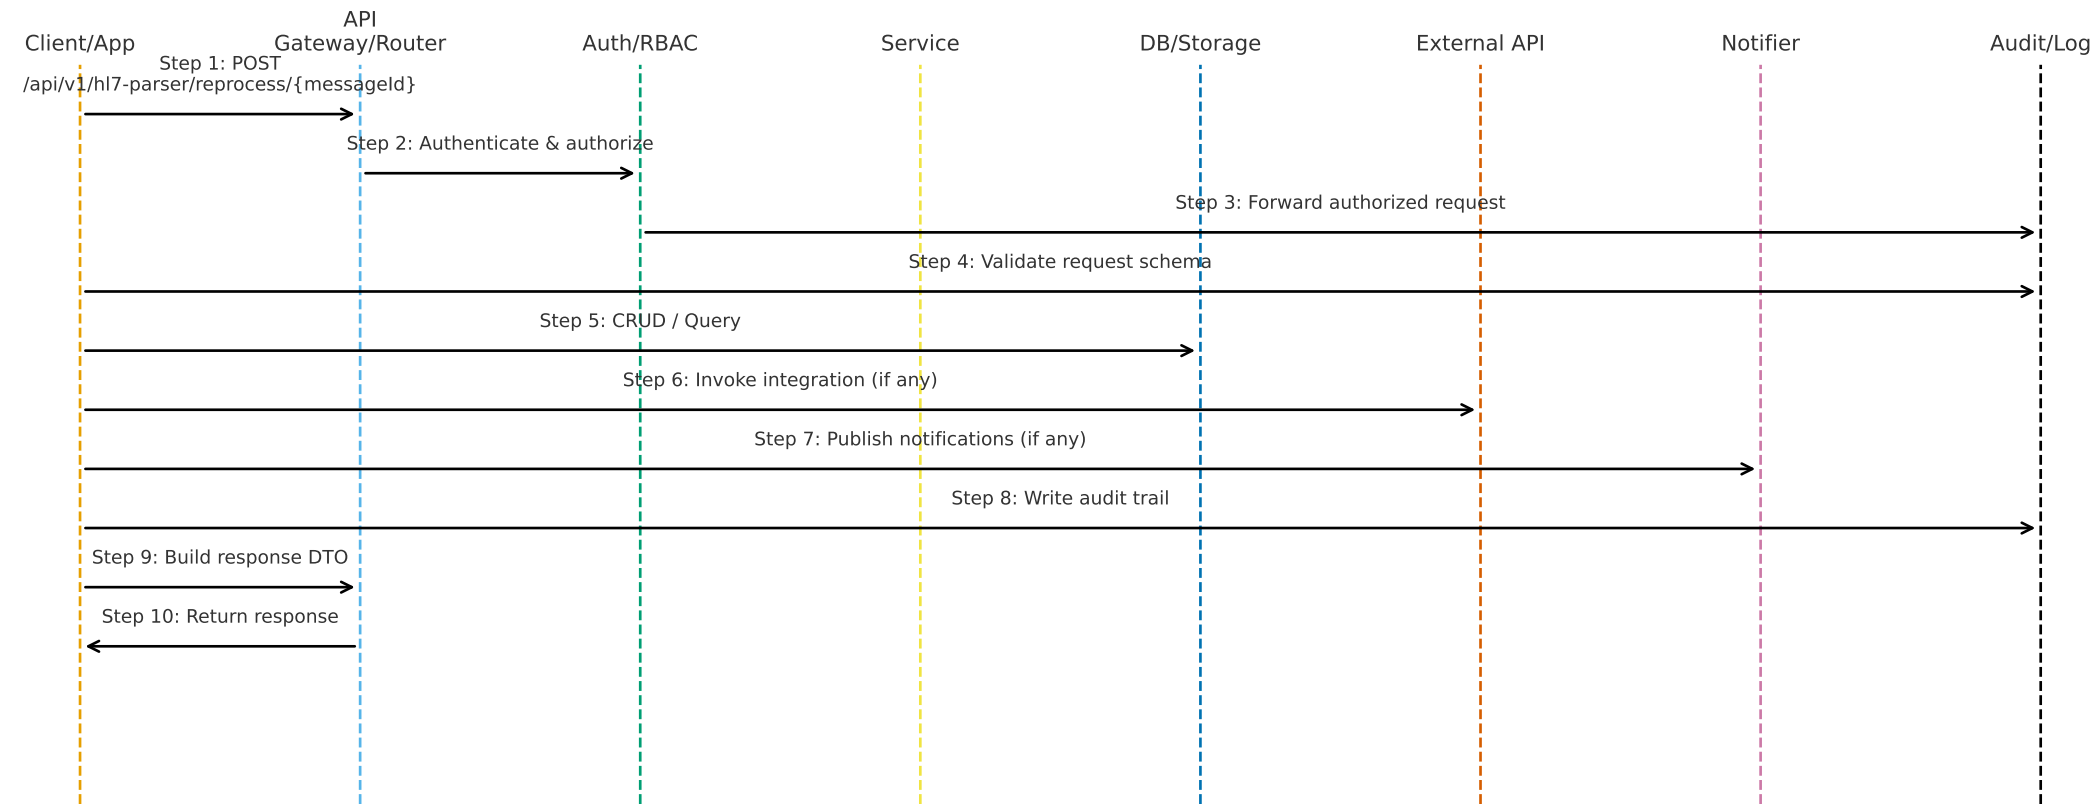 API
Client/App
Gateway/Router
Auth/RBAC
Service
DB/Storage
External API
Notifier
Audit/Log
Step 1: POST
/api/v1/hl7-parser/reprocess/{messageId}
Step 2: Authenticate & authorize
Step 3: Forward authorized request
Step 4: Validate request schema
Step 5: CRUD / Query
Step 6: Invoke integration (if any)
Step 7: Publish notifications (if any)
Step 8: Write audit trail
Step 9: Build response DTO
Step 10: Return response